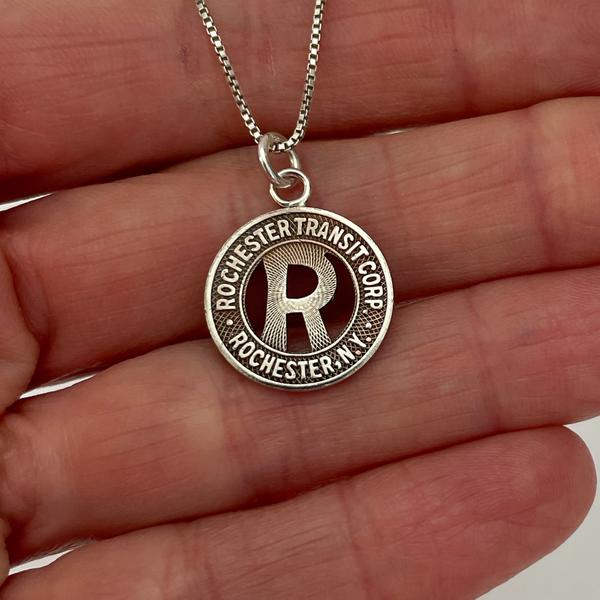 ROCHESTER TRANSIT CORP.
R
ROCHESTER, N.Y.